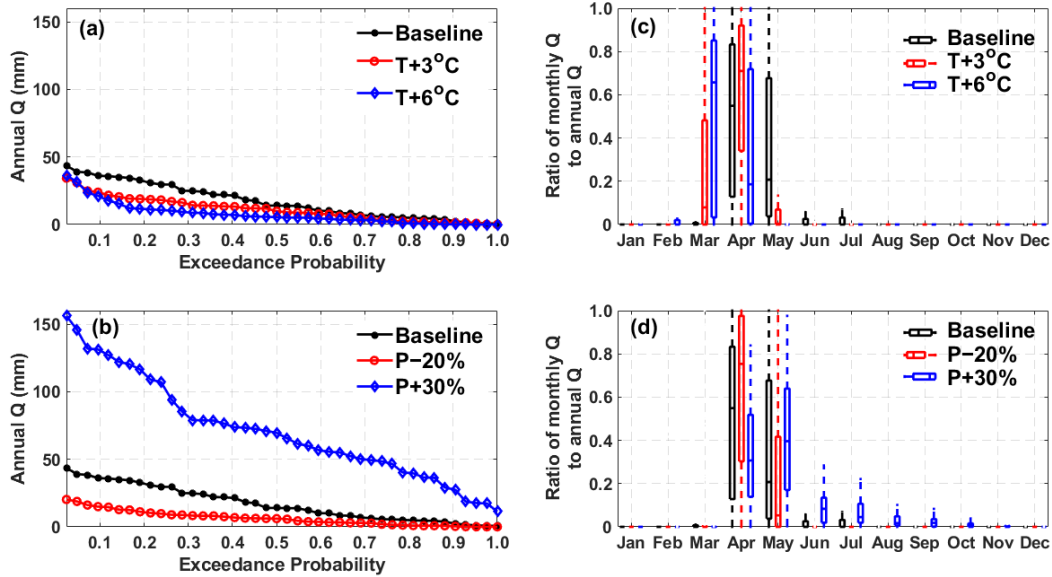 (a)
Baseline
T+3°C
T+6°C
150
100
50
0
Annual Q (mm)
0.1 0.2 0.3 0.4 0.5 0.6 0.7 0.8 0.9 1.0
Exceedance Probability
(c)
Baseline
T+3°C
T+6°C
1.0
0.8
0.6
0.4
0.2
0
Ratio of monthly Q
to annual Q
Jan Feb Mar Apr May Jun Jul Aug Sep Oct Nov Dec
(b)
Baseline
P−20%
P+30%
150
100
50
0
Annual Q (mm)
0.1 0.2 0.3 0.4 0.5 0.6 0.7 0.8 0.9 1.0
Exceedance Probability
(d)
Baseline
P−20%
P+30%
1.0
0.8
0.6
0.4
0.2
0
Ratio of monthly Q
to annual Q
Jan Feb Mar Apr May Jun Jul Aug Sep Oct Nov Dec